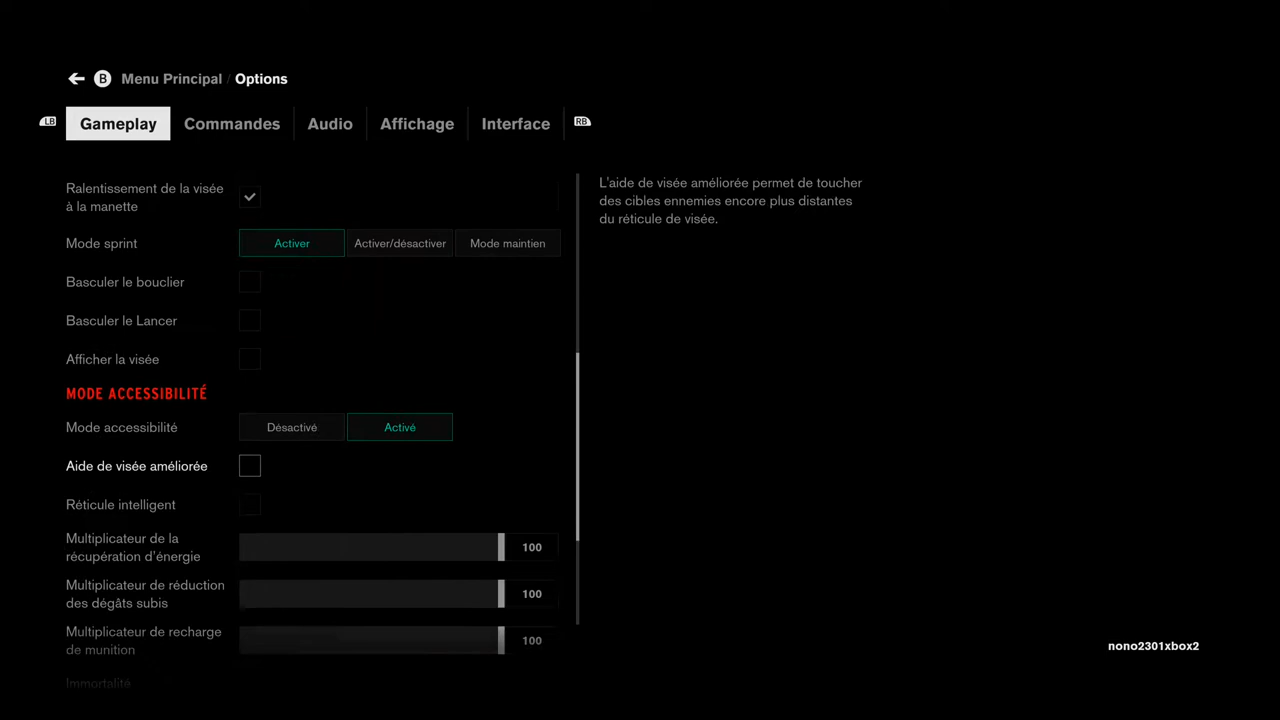 B Menu Principal / Options
LB Gameplay Commandes Audio Affichage Interface RB
Ralentissement de la visée
à la manette
Mode sprint Activer Activer/désactiver Mode maintien
Basculer le bouclier
Basculer le Lancer
Afficher la visée
MODE ACCESSIBILITÉ
Mode accessibilité Désactivé Activé
Aide de visée améliorée
Réticule intelligent
Multiplicateur de la
récupération d'énergie 100
Multiplicateur de réduction
des dégâts subis 100
Multiplicateur de recharge
de munition 100
Immortalité
L'aide de visée améliorée permet de toucher
des cibles ennemies encore plus distantes
du réticule de visée.
nono2301xbox2